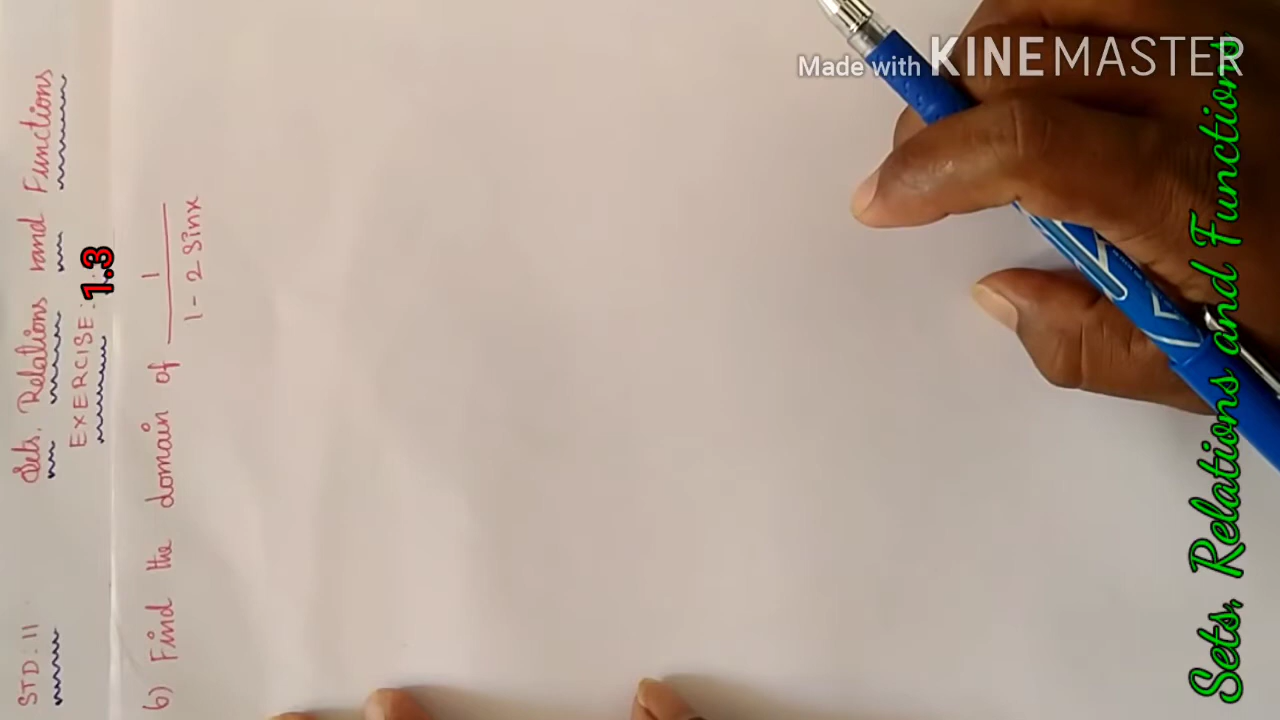 STD: 11 Sets, Relations and Functions
EXERCISE: 1.3
6) Find the domain of 1
1 - 2 sinx
Made with KINEMASTER
Sets, Relations and Functions